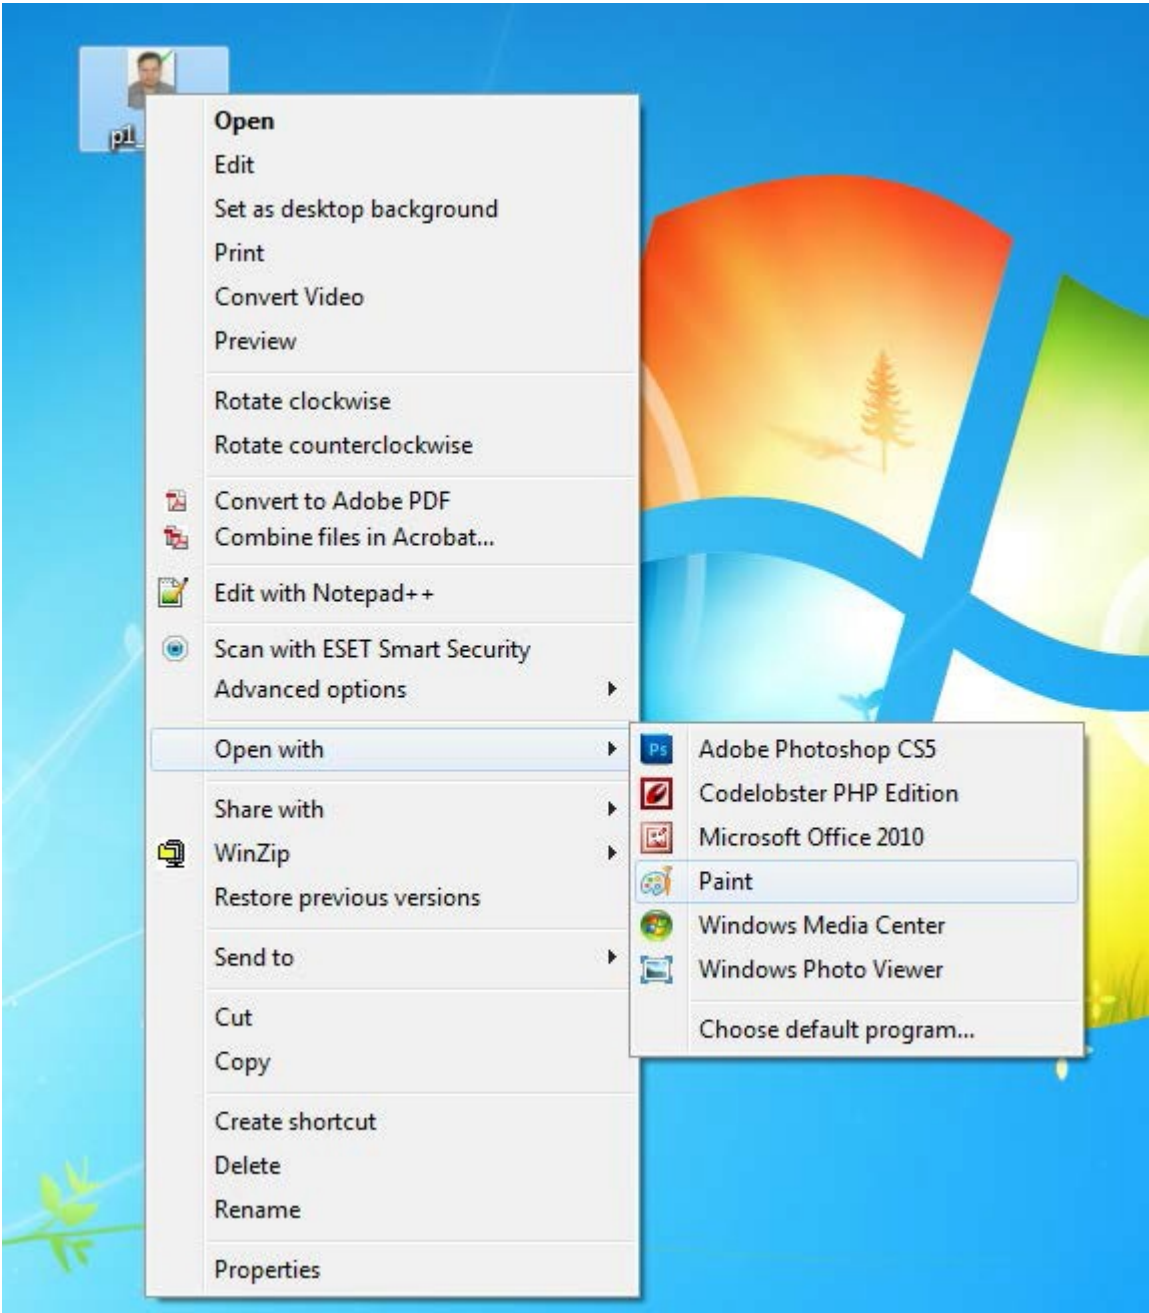 p1_
Open
Edit
Set as desktop background
Print
Convert Video
Preview
Rotate clockwise
Rotate counterclockwise
Convert to Adobe PDF
Combine files in Acrobat...
Edit with Notepad++
Scan with ESET Smart Security
Advanced options
Open with
Share with
WinZip
Restore previous versions
Send to
Cut
Copy
Create shortcut
Delete
Rename
Properties
Ps Adobe Photoshop CS5
Codelobster PHP Edition
Microsoft Office 2010
Paint
Windows Media Center
Windows Photo Viewer
Choose default program...